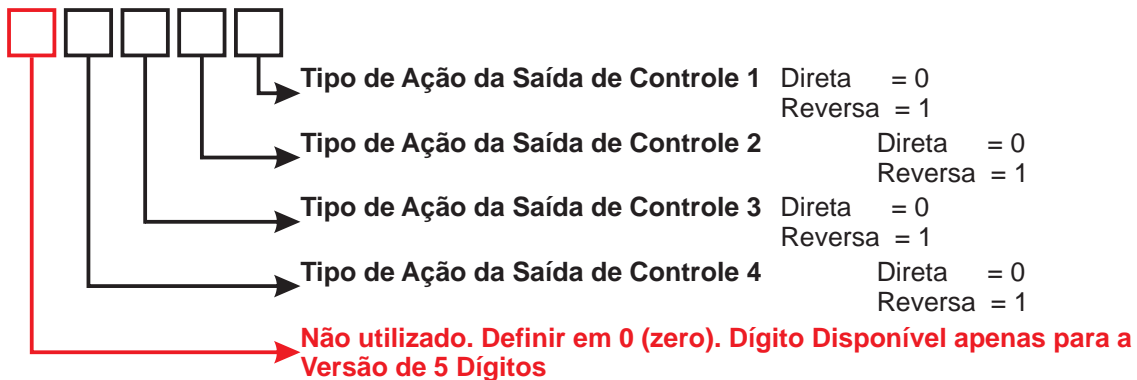 Tipo de Ação da Saída de Controle 1 Direta = 0
Reversa = 1
Tipo de Ação da Saída de Controle 2 Direta = 0
Reversa = 1
Tipo de Ação da Saída de Controle 3 Direta = 0
Reversa = 1
Tipo de Ação da Saída de Controle 4 Direta = 0
Reversa = 1
Não utilizado. Definir em 0 (zero). Dígito Disponível apenas para a
Versão de 5 Dígitos